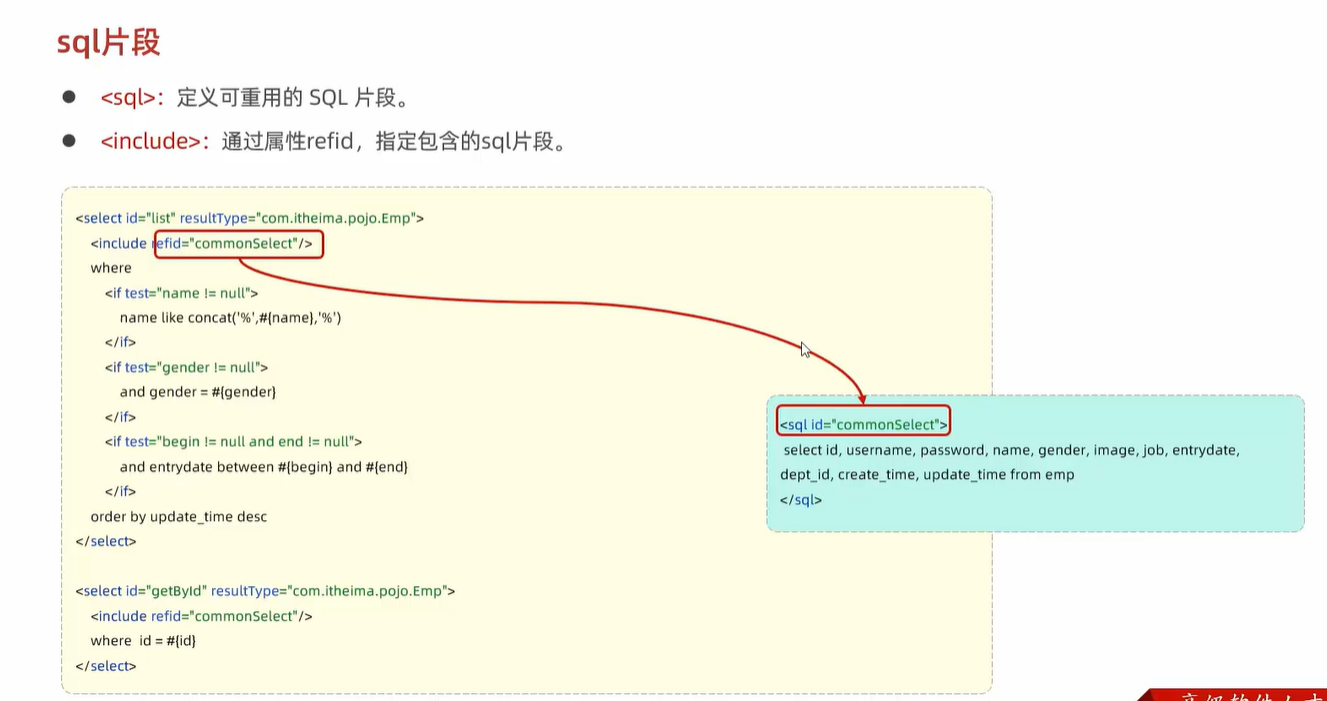 sql片段
● <sql>：定义可重用的 SQL 片段。
● <include>：通过属性refid，指定包含的sql片段。
<select id="list" resultType="com.itheima.pojo.Emp">
<include refid="commonSelect"/>
where
<if test="name != null">
name like concat('%',#{name},'%')
</if>
<if test="gender != null">
and gender = #{gender}
</if>
<if test="begin != null and end != null">
and entrydate between #{begin} and #{end}
</if>
order by update_time desc
</select>
<select id="getById" resultType="com.itheima.pojo.Emp">
<include refid="commonSelect"/>
where id = #{id}
</select>
<sql id="commonSelect">
select id, username, password, name, gender, image, job, entrydate,
dept_id, create_time, update_time from emp
</sql>